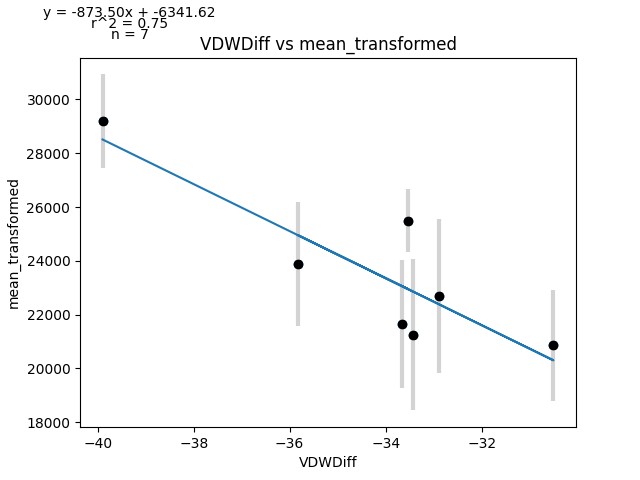 y = -873.50x + -6341.62
r^2 = 0.75
n = 7
VDWDiff vs mean_transformed
mean_transformed
30000
28000
26000
24000
22000
20000
18000
−40
−38
−36
−34
−32
VDWDiff